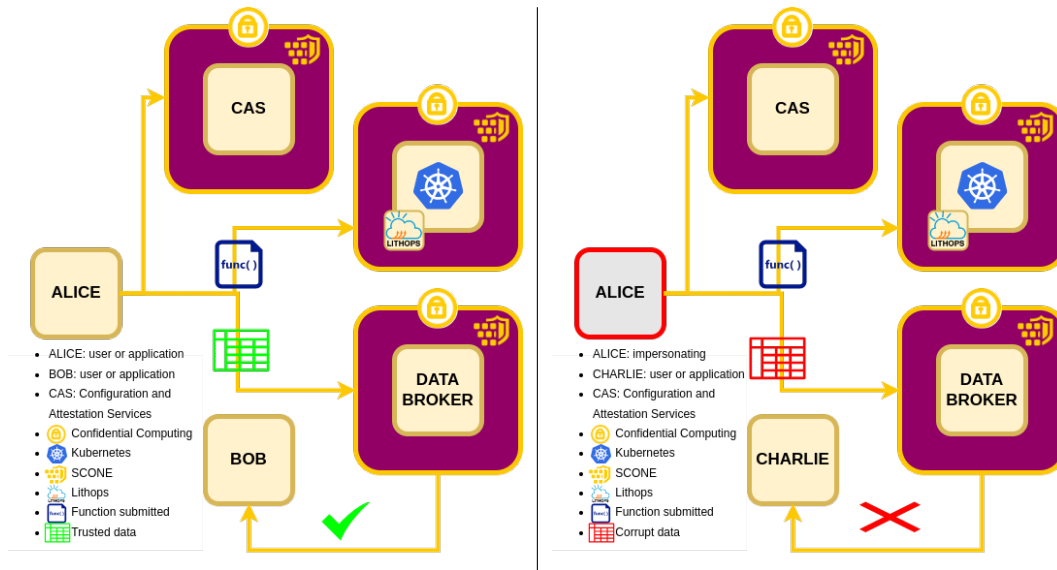 CAS
LITHOPS
func()
ALICE
DATA
BROKER
BOB
• ALICE: user or application
• BOB: user or application
• CAS: Configuration and
Attestation Services
• Confidential Computing
• Kubernetes
• SCONE
• Lithops
• Function submitted
• Trusted data
CAS
LITHOPS
func()
ALICE
DATA
BROKER
CHARLIE
• ALICE: impersonating
• CHARLIE: user or application
• CAS: Configuration and
Attestation Services
• Confidential Computing
• Kubernetes
• SCONE
• Lithops
• Function submitted
• Corrupt data